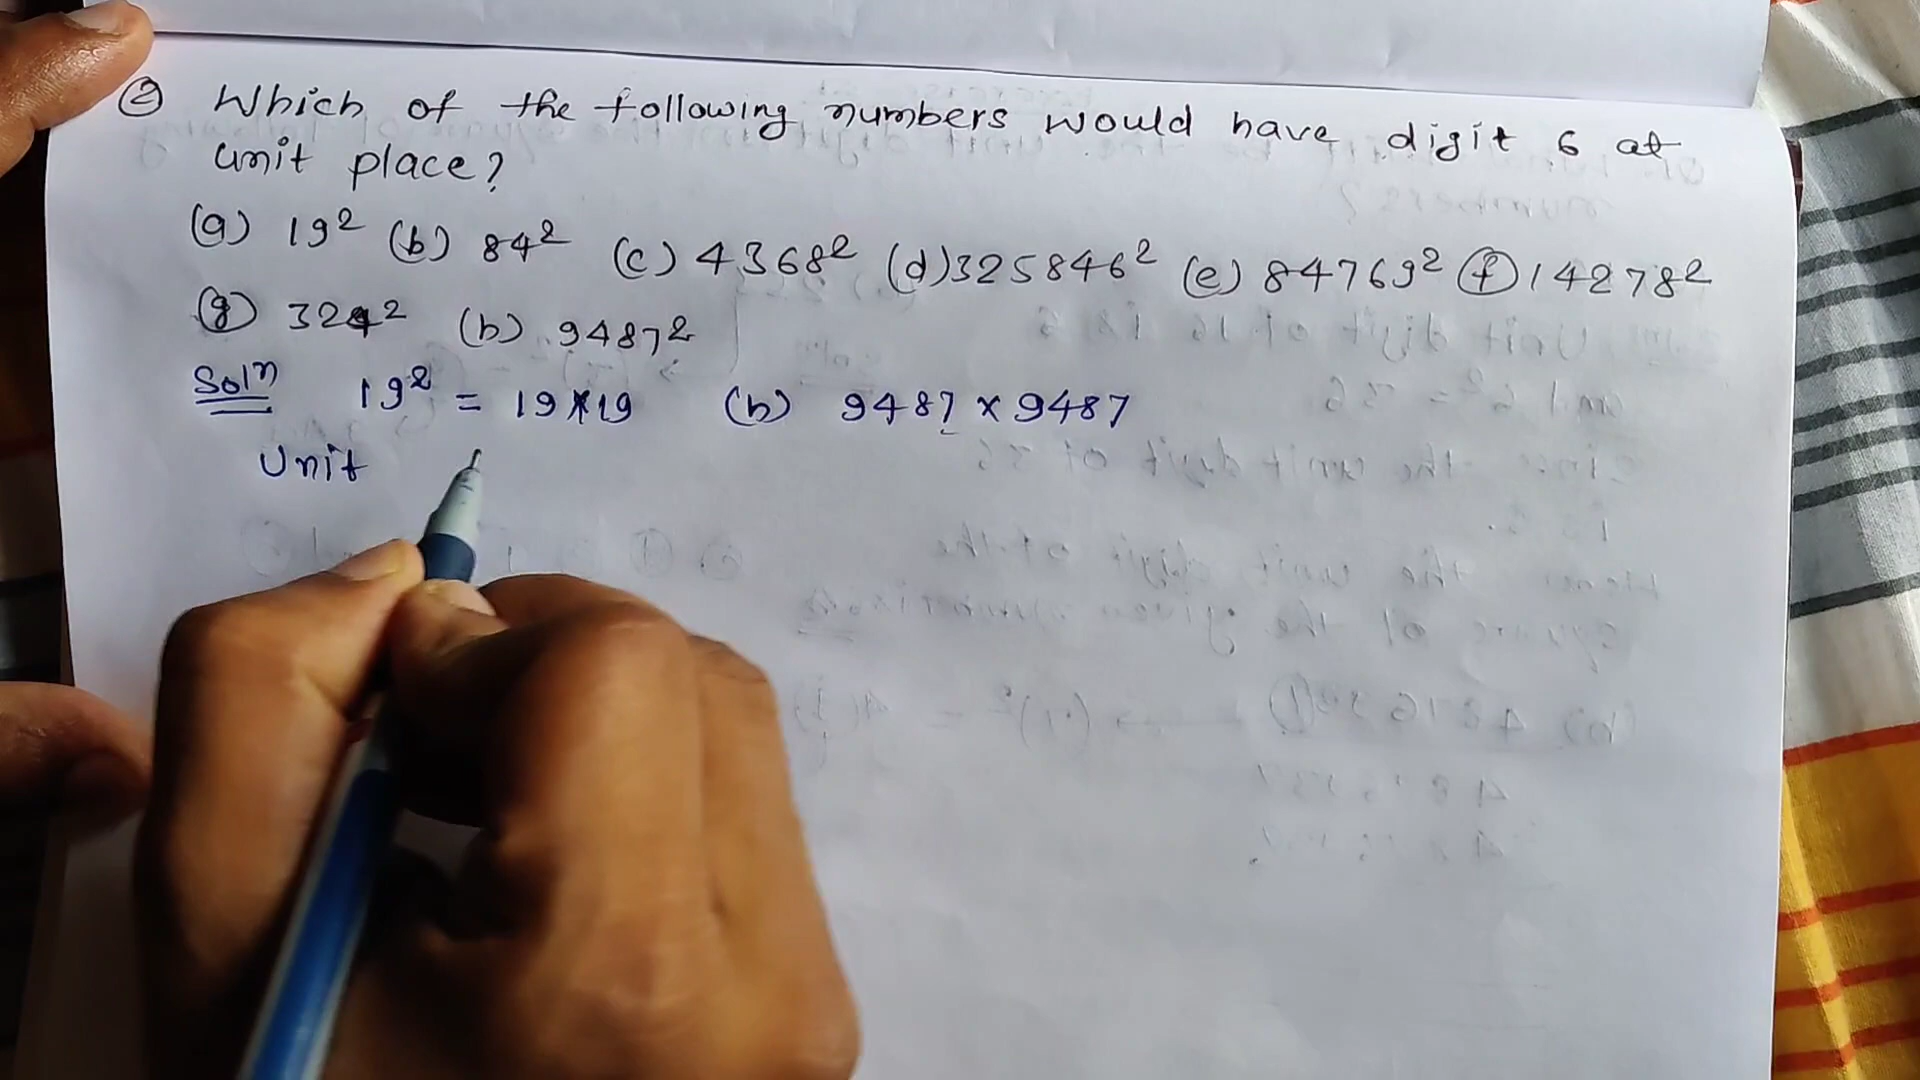 ② Which of the following numbers would have digit 6 at
unit place?
(a) 19² (b) 84² (c) 4368² (d) 325846² (e) 84769² (f) 14278²
(g) 324² (h) 9487²
Solⁿ 19² = 19×19 (h) 9487 × 9487
Unit